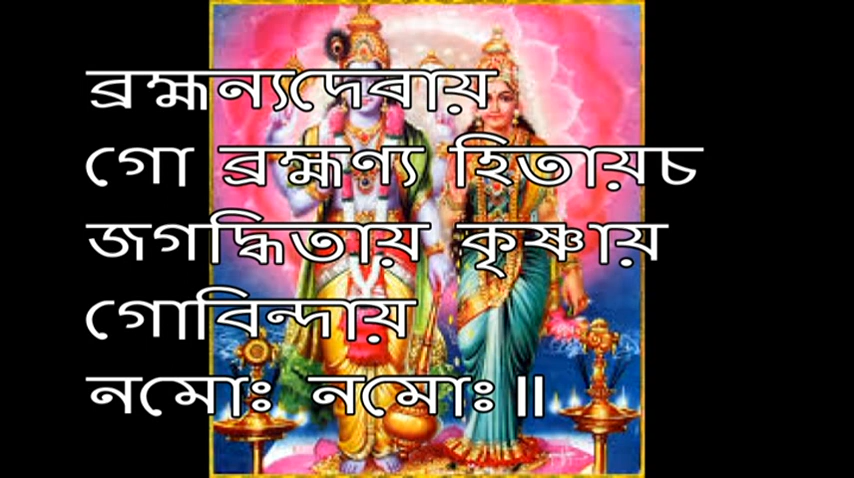 ব্রহ্মন্যদেবায়
গো ব্রহ্মণ্য হিতায়চ
জগদ্ধিতায় কৃষ্ণায়
গোবিন্দায়
নমোঃ নমোঃ॥